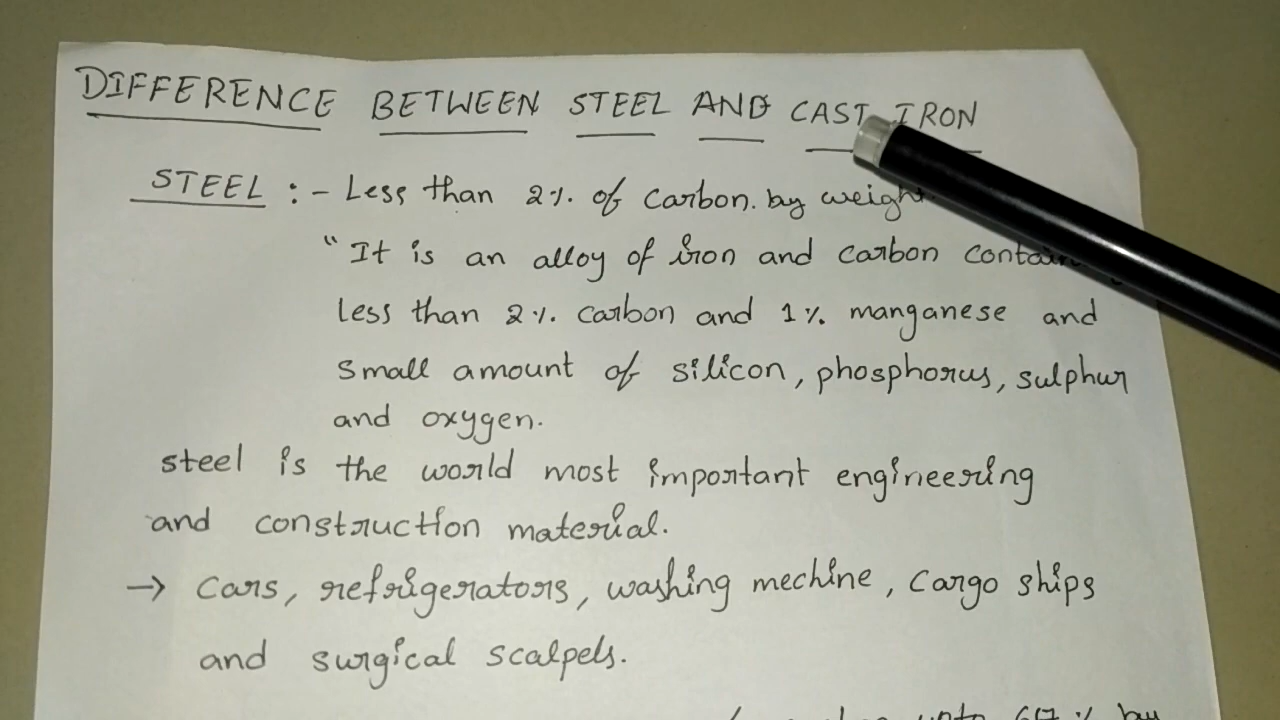 DIFFERENCE BETWEEN STEEL AND CAST IRON
STEEL :- Less than 2%. of Carbon. by weight
"It is an alloy of iron and carbon
less than 2%. carbon and 1%. manganese and
small amount of silicon, phosphorus, sulphur
and oxygen.
steel is the world most important engineering
and construction material.
→ Cars, refrigerators, washing mechine, cargo ships
and surgical scalpels.